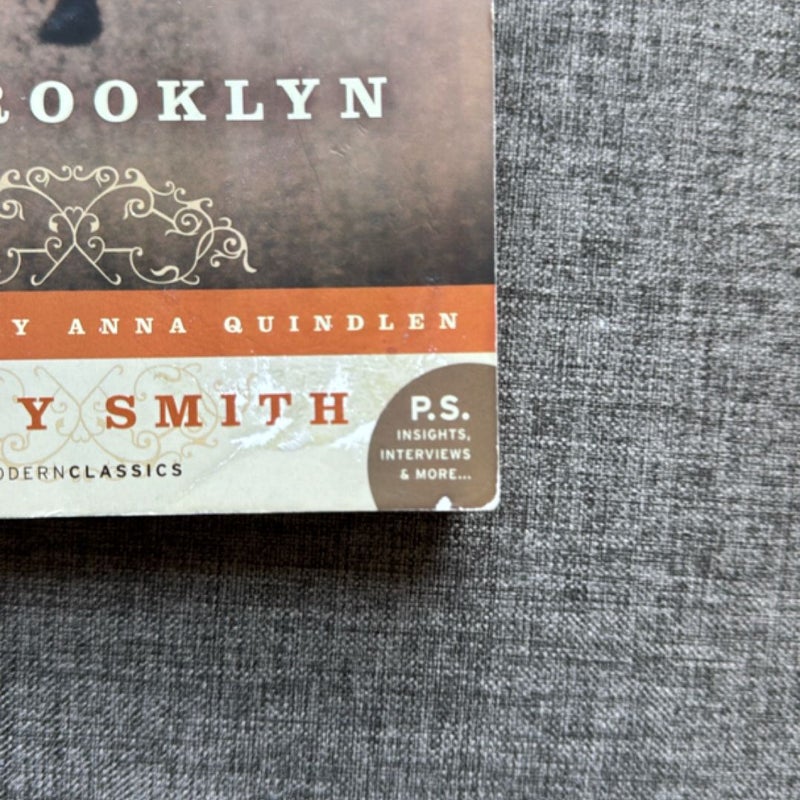 ROOKLYN
Y ANNA QUINDLEN
Y SMITH
P.S.
INSIGHTS,
INTERVIEWS
& MORE...
ODERNCLASSICS